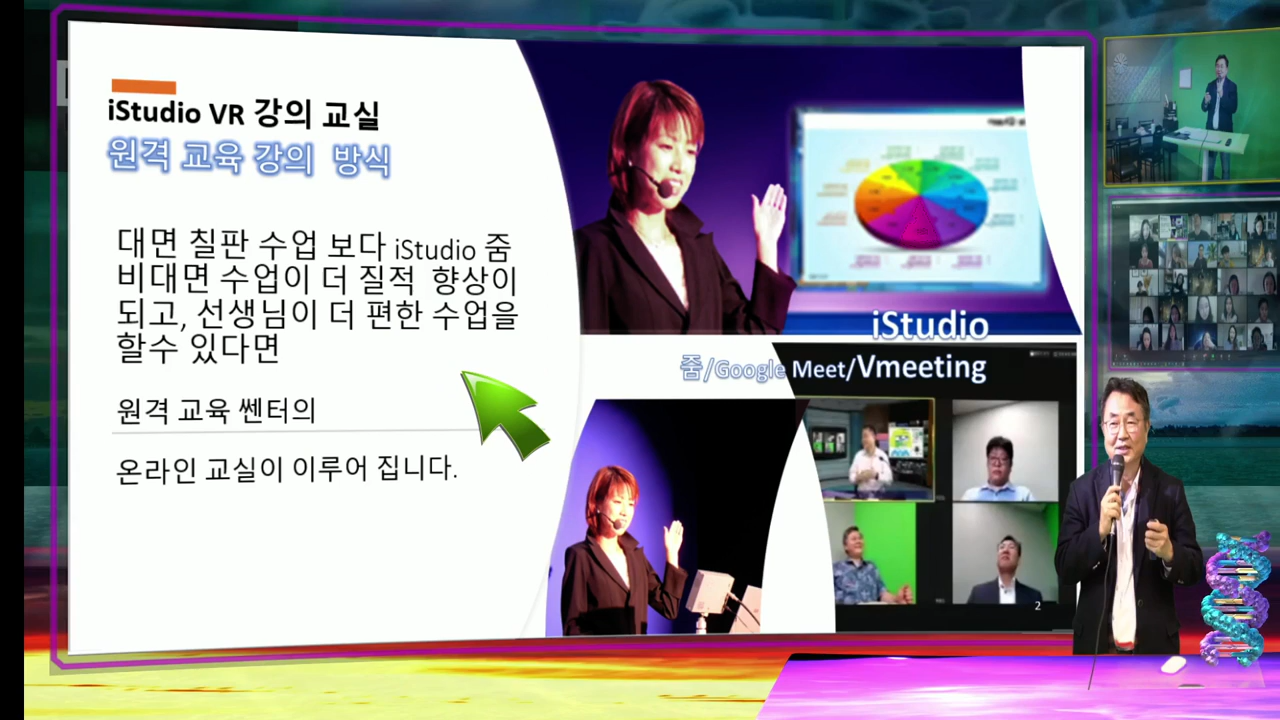 iStudio VR 강의 교실
원격 교육 강의 방식
대면 칠판 수업 보다 iStudio 줌
비대면 수업이 더 질적 향상이
되고, 선생님이 더 편한 수업을
할수 있다면
원격 교육 쎈터의
온라인 교실이 이루어 집니다.
iStudio
줌/Google Meet/Vmeeting
2